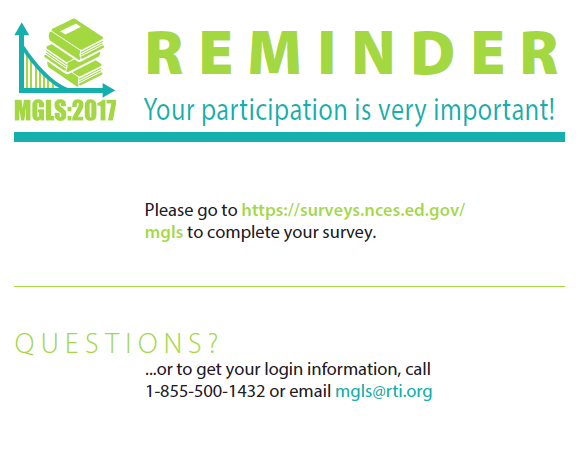 MGLS:2017
REMINDER
Your participation is very important!
Please go to https://surveys.nces.ed.gov/
mgls to complete your survey.
QUESTIONS?
...or to get your login information, call
1-855-500-1432 or email mgls@rti.org